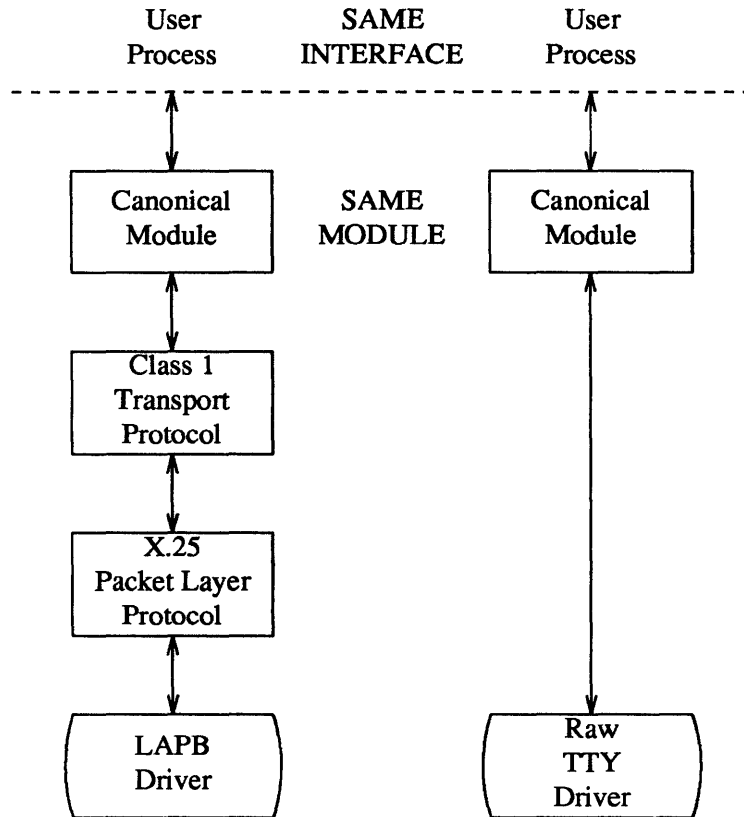 User
Process
SAME
INTERFACE
User
Process
Canonical
Module
SAME
MODULE
Canonical
Module
Class 1
Transport
Protocol
X.25
Packet Layer
Protocol
LAPB
Driver
Raw
TTY
Driver